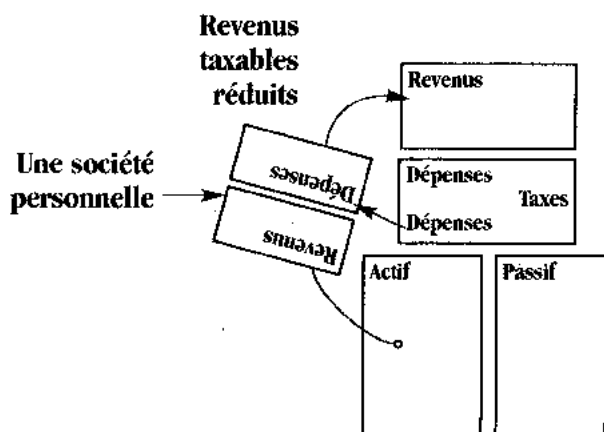 Revenus
taxables
réduits
Revenus
Dépenses
Une société
personnelle
Revenus
Dépenses
Taxes
Dépenses
Actif
Passif